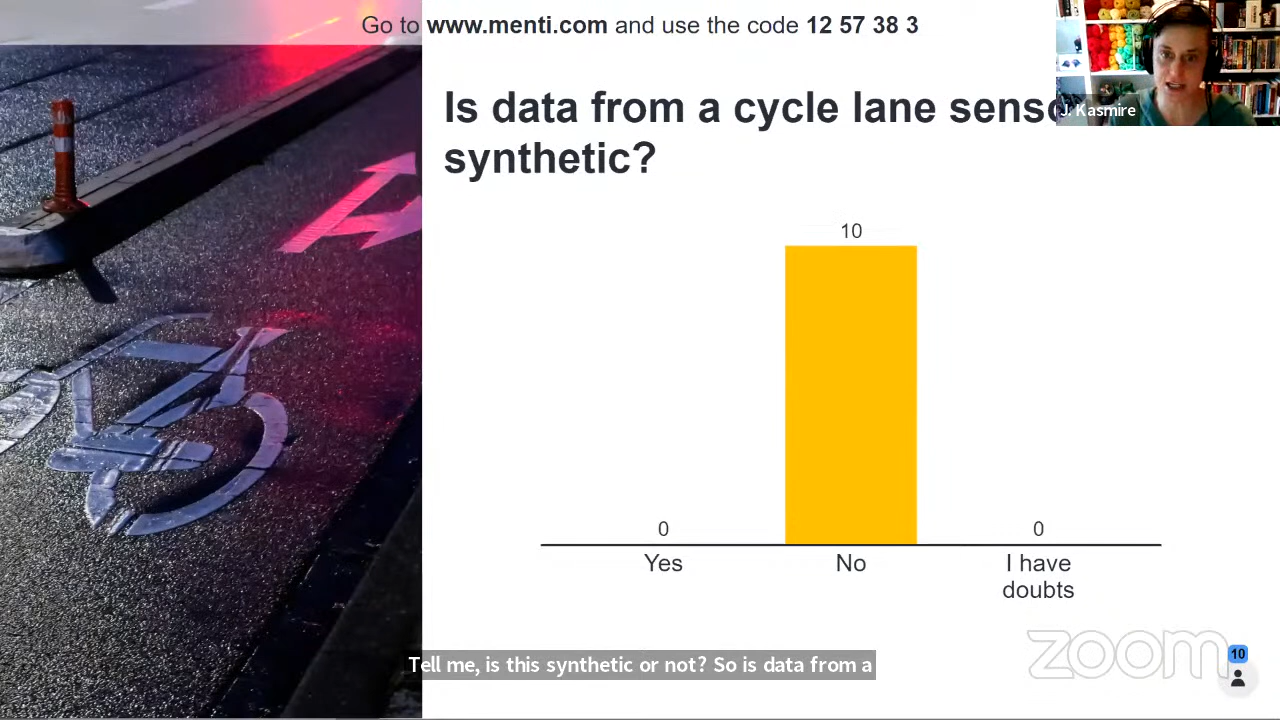 Go to www.menti.com and use the code 12 57 38 3
Is data from a cycle lane senso
synthetic?
J. Kasmire
10
0
0
Yes
No
I have
doubts
Tell me, is this synthetic or not? So is data from a
zoom
10